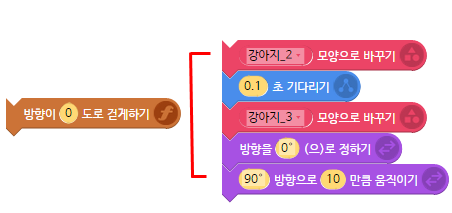 방향이 0 도로 걷게하기
강아지_2 모양으로 바꾸기
0.1 초 기다리기
강아지_3 모양으로 바꾸기
방향을 0° (으)로 정하기
90° 방향으로 10 만큼 움직이기